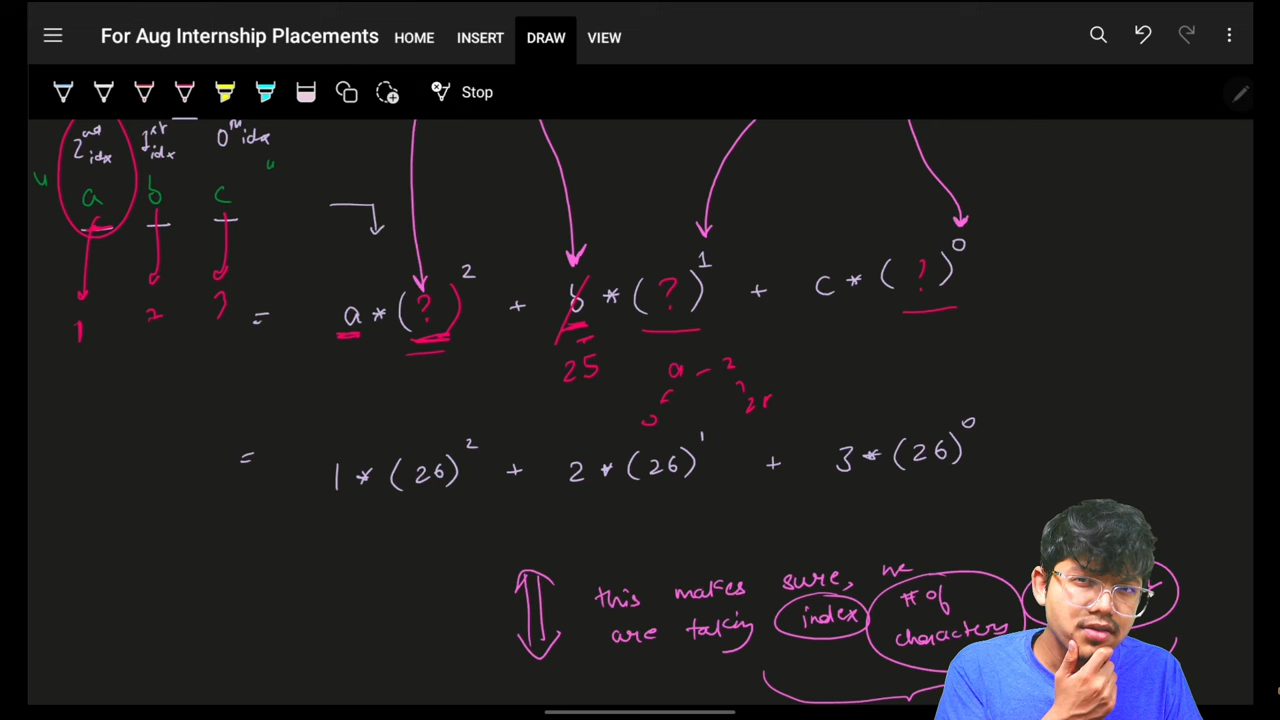 For Aug Internship Placements HOME INSERT DRAW VIEW
Stop
2nd idx 1st idx 0th idx
" a b c "
1 2 3
= a * (?)^2 + b * (?)^1 + c * (?)^0
25
a - z
0 25
= 1 * (26)^2 + 2 * (26)^1 + 3 * (26)^0
this makes sure, we
are taking index # of
characters